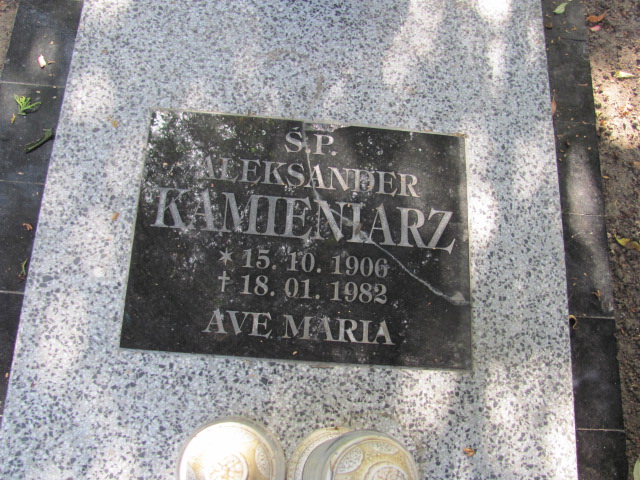 Ś.P.
ALEKSANDER
KAMIENIARZ
* 15. 10. 1906
† 18. 01. 1982
AVE MARIA